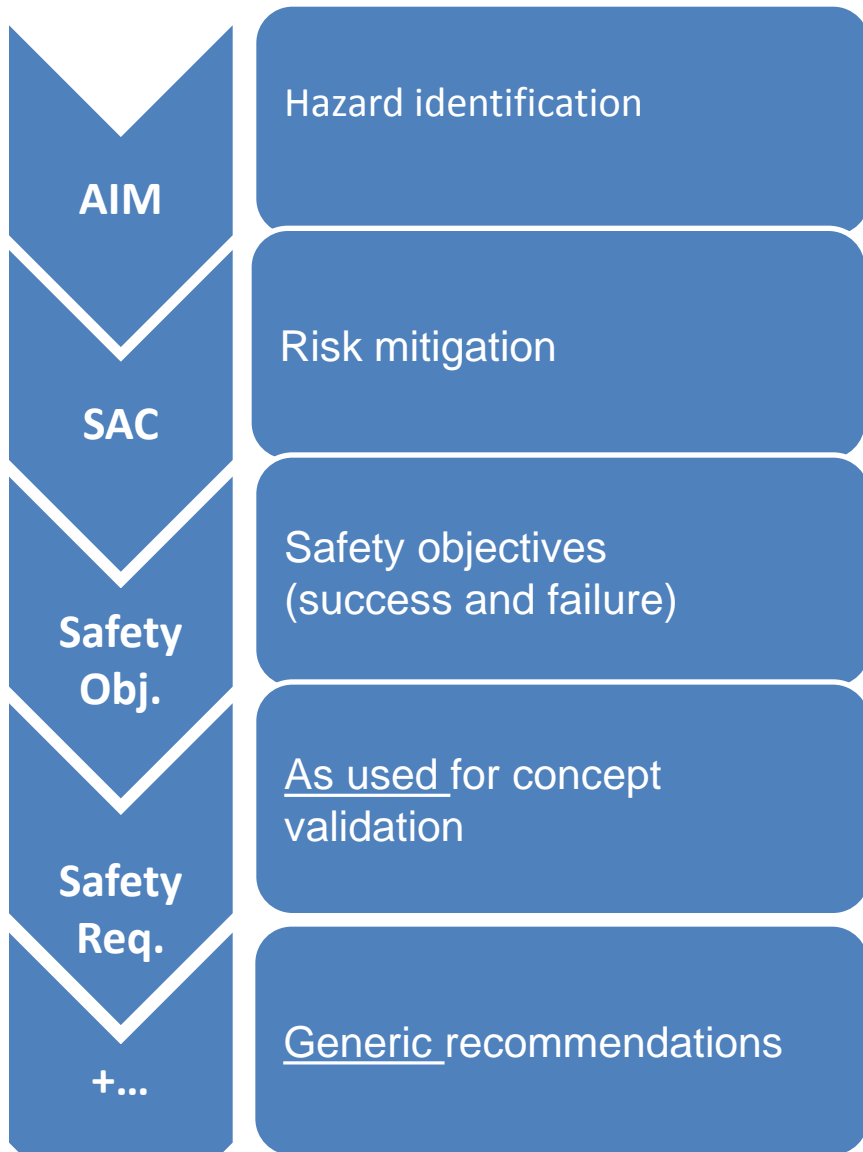 AIM
Hazard identification
SAC
Risk mitigation
Safety
Obj.
Safety objectives
(success and failure)
Safety
Req.
As used for concept
validation
+...
Generic recommendations